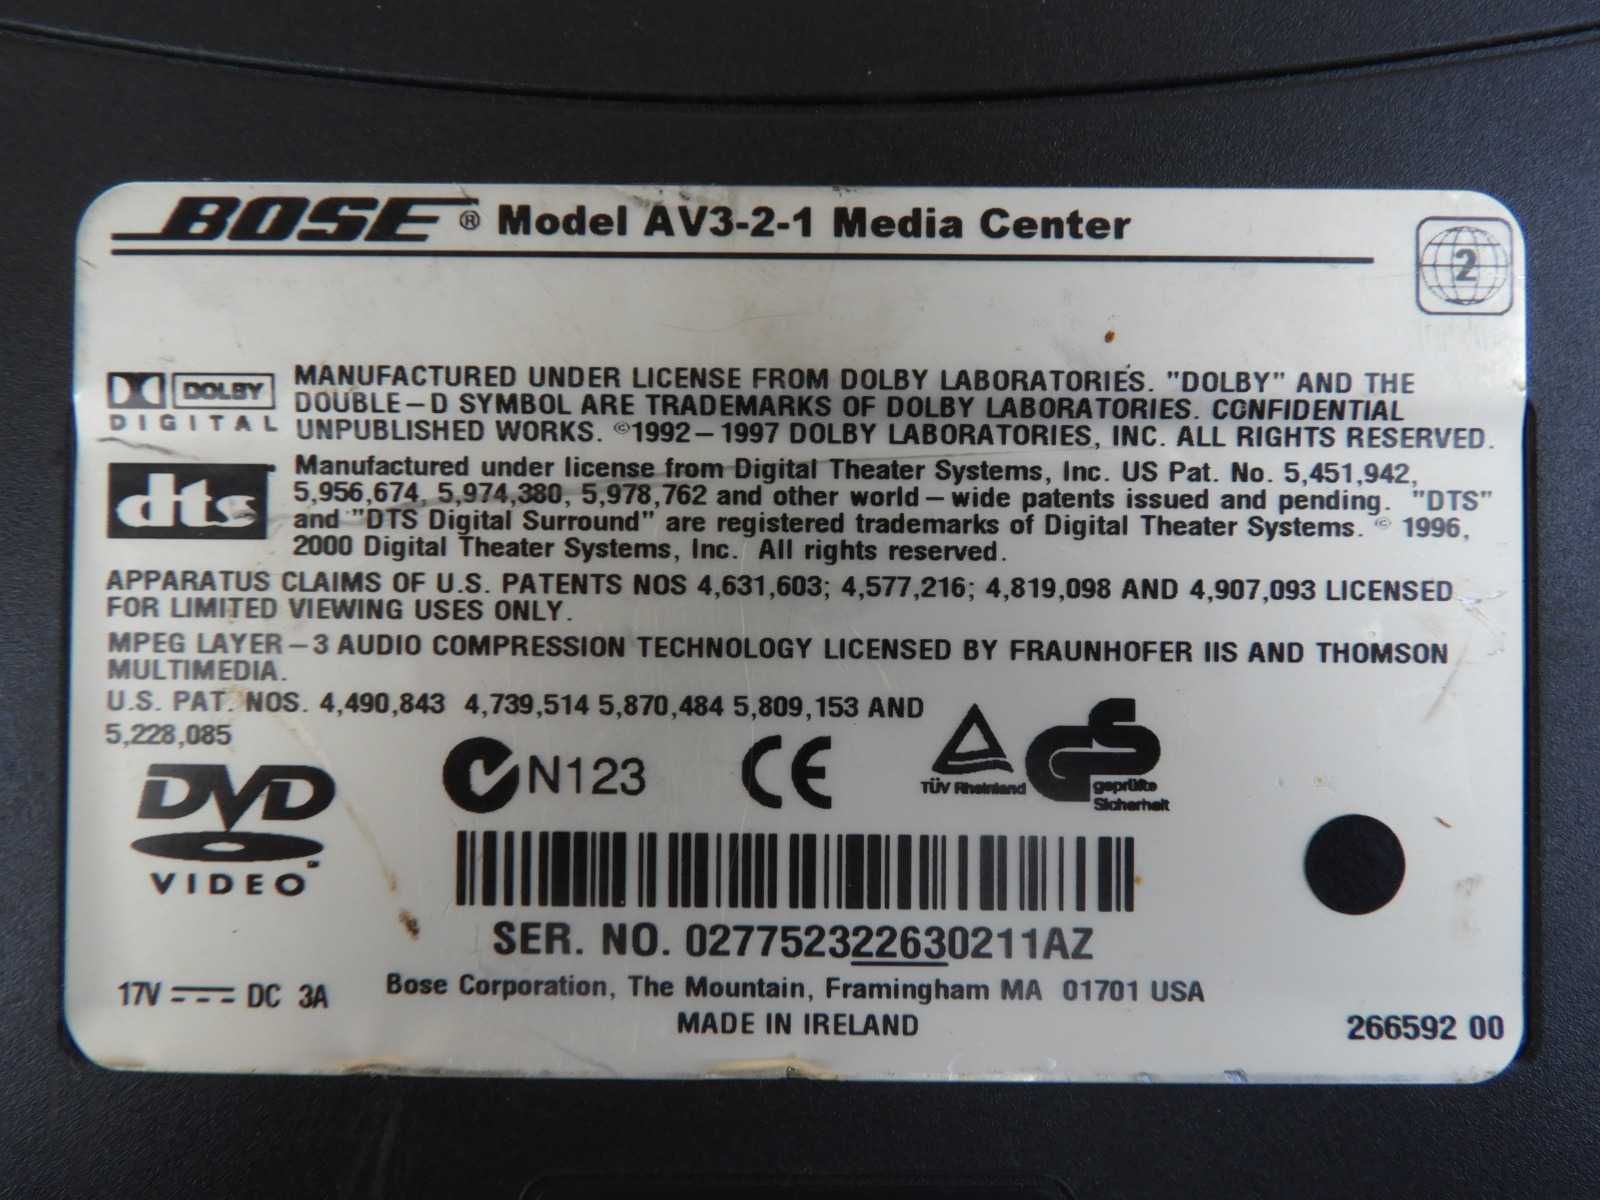 BOSE® Model AV3-2-1 Media Center
2
DOLBY
DIGITAL
MANUFACTURED UNDER LICENSE FROM DOLBY LABORATORIES. "DOLBY" AND THE
DOUBLE-D SYMBOL ARE TRADEMARKS OF DOLBY LABORATORIES. CONFIDENTIAL
UNPUBLISHED WORKS. ©1992-1997 DOLBY LABORATORIES, INC. ALL RIGHTS RESERVED.
dts
Manufactured under license from Digital Theater Systems, Inc. US Pat. No. 5,451,942,
5,956,674, 5,974,380, 5,978,762 and other world-wide patents issued and pending. "DTS"
and "DTS Digital Surround" are registered trademarks of Digital Theater Systems. © 1996,
2000 Digital Theater Systems, Inc. All rights reserved.
APPARATUS CLAIMS OF U.S. PATENTS NOS 4,631,603; 4,577,216; 4,819,098 AND 4,907,093 LICENSED
FOR LIMITED VIEWING USES ONLY.
MPEG LAYER-3 AUDIO COMPRESSION TECHNOLOGY LICENSED BY FRAUNHOFER IIS AND THOMSON
MULTIMEDIA.
U.S. PAT. NOS. 4,490,843 4,739,514 5,870,484 5,809,153 AND
5,228,085
DVD
VIDEO
N123
CE
TÜV Rheinland
GS
geprüfte
Sicherheit
SER. NO. 027752322630211AZ
17V DC 3A
Bose Corporation, The Mountain, Framingham MA 01701 USA
MADE IN IRELAND
266592 00